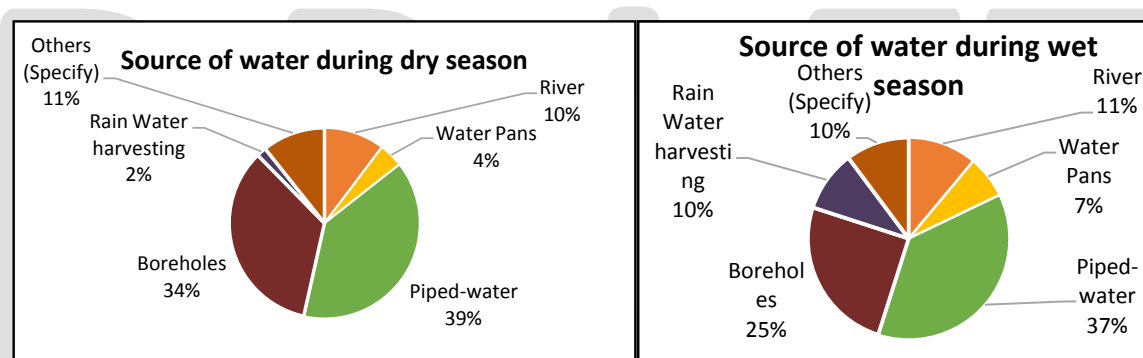 Source of water during dry season
Others
(Specify)
11%
River
10%
Rain Water
harvesting
2%
Water Pans
4%
Boreholes
34%
Piped-water
39%
Source of water during wet
season
Others
(Specify)
10%
River
11%
Rain
Water
harvesti
ng
10%
Water
Pans
7%
Borehol
es
25%
Piped-
water
37%